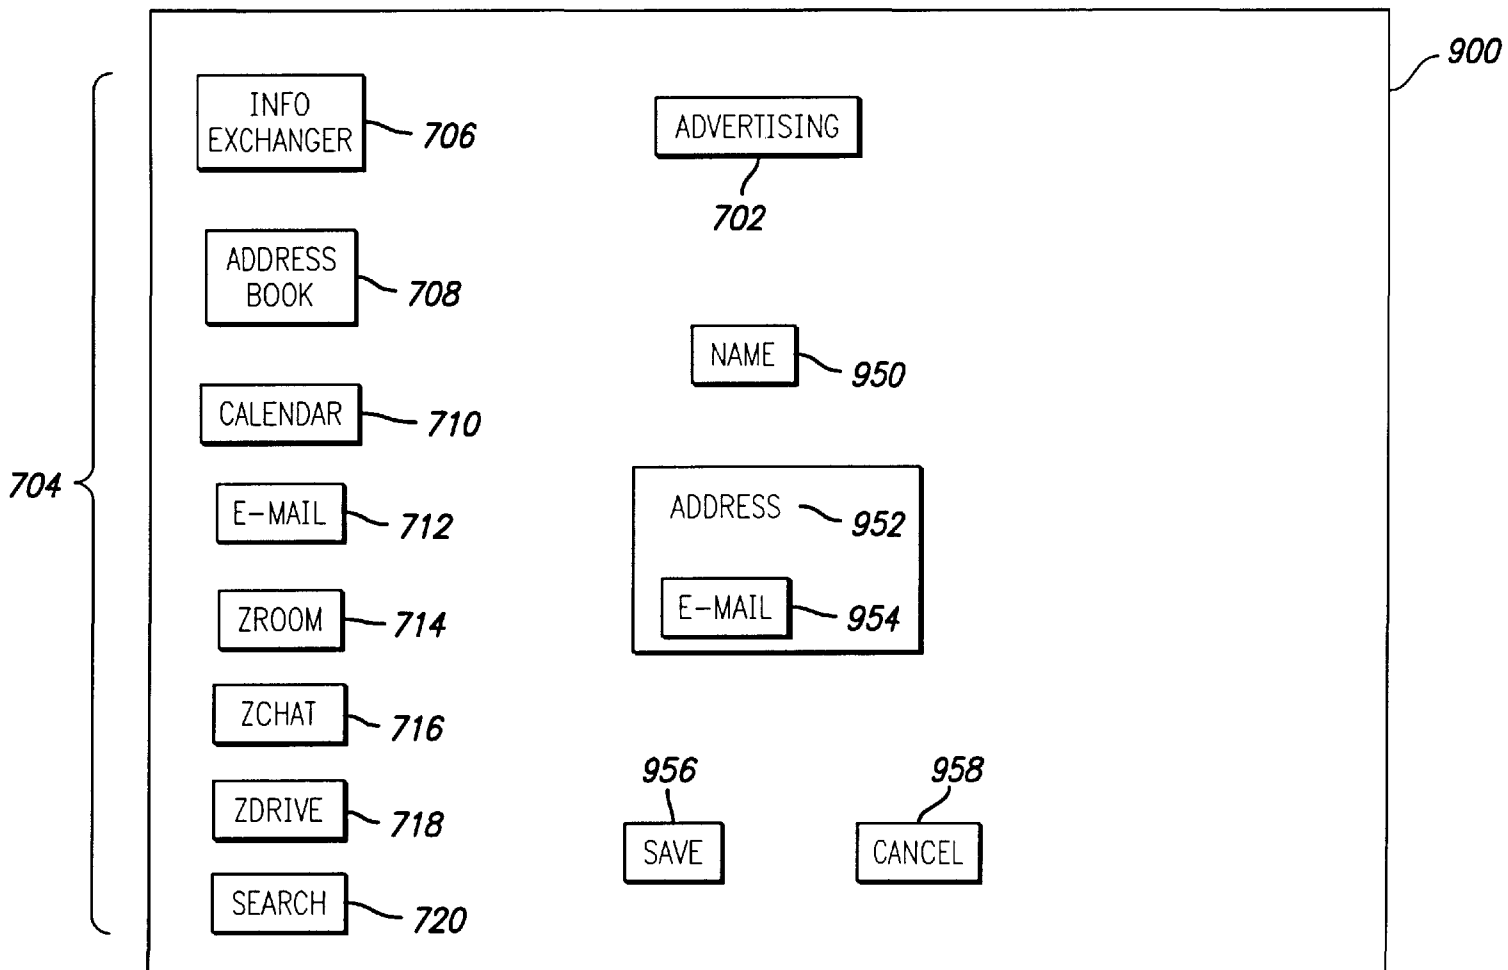 900
INFO
EXCHANGER
706
ADVERTISING
702
ADDRESS
BOOK
708
NAME
950
CALENDAR
710
704
E-MAIL
712
ADDRESS
952
E-MAIL
954
ZROOM
714
ZCHAT
716
ZDRIVE
718
956
SAVE
958
CANCEL
SEARCH
720